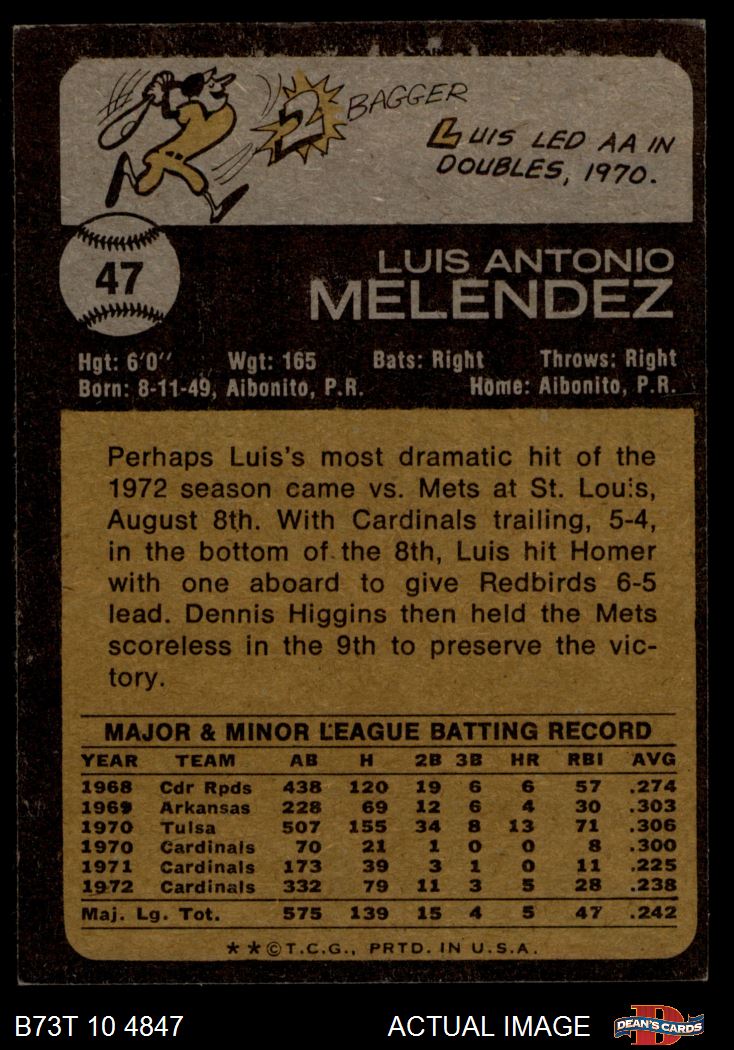 2 BAGGER
LUIS LED AA IN
DOUBLES, 1970.
47
LUIS ANTONIO
MELENDEZ
Hgt: 6'0" Wgt: 165 Bats: Right Throws: Right
Born: 8-11-49, Aibonito, P.R. Home: Aibonito, P.R.
Perhaps Luis's most dramatic hit of the
1972 season came vs. Mets at St. Louis,
August 8th. With Cardinals trailing, 5-4,
in the bottom of the 8th, Luis hit Homer
with one aboard to give Redbirds 6-5
lead. Dennis Higgins then held the Mets
scoreless in the 9th to preserve the vic-
tory.
MAJOR & MINOR LEAGUE BATTING RECORD
YEAR TEAM AB H 2B 3B HR RBI AVG
1968 Cdr Rpds 438 120 19 6 6 57 .274
1969 Arkansas 228 69 12 6 4 30 .303
1970 Tulsa 507 155 34 8 13 71 .306
1970 Cardinals 70 21 1 0 0 8 .300
1971 Cardinals 173 39 3 1 0 11 .225
1972 Cardinals 332 79 11 3 5 28 .238
Maj. Lg. Tot. 575 139 15 4 5 47 .242
**©T.C.G., PRTD. IN U.S.A.
B73T 10 4847 ACTUAL IMAGE D DEAN'S CARDS